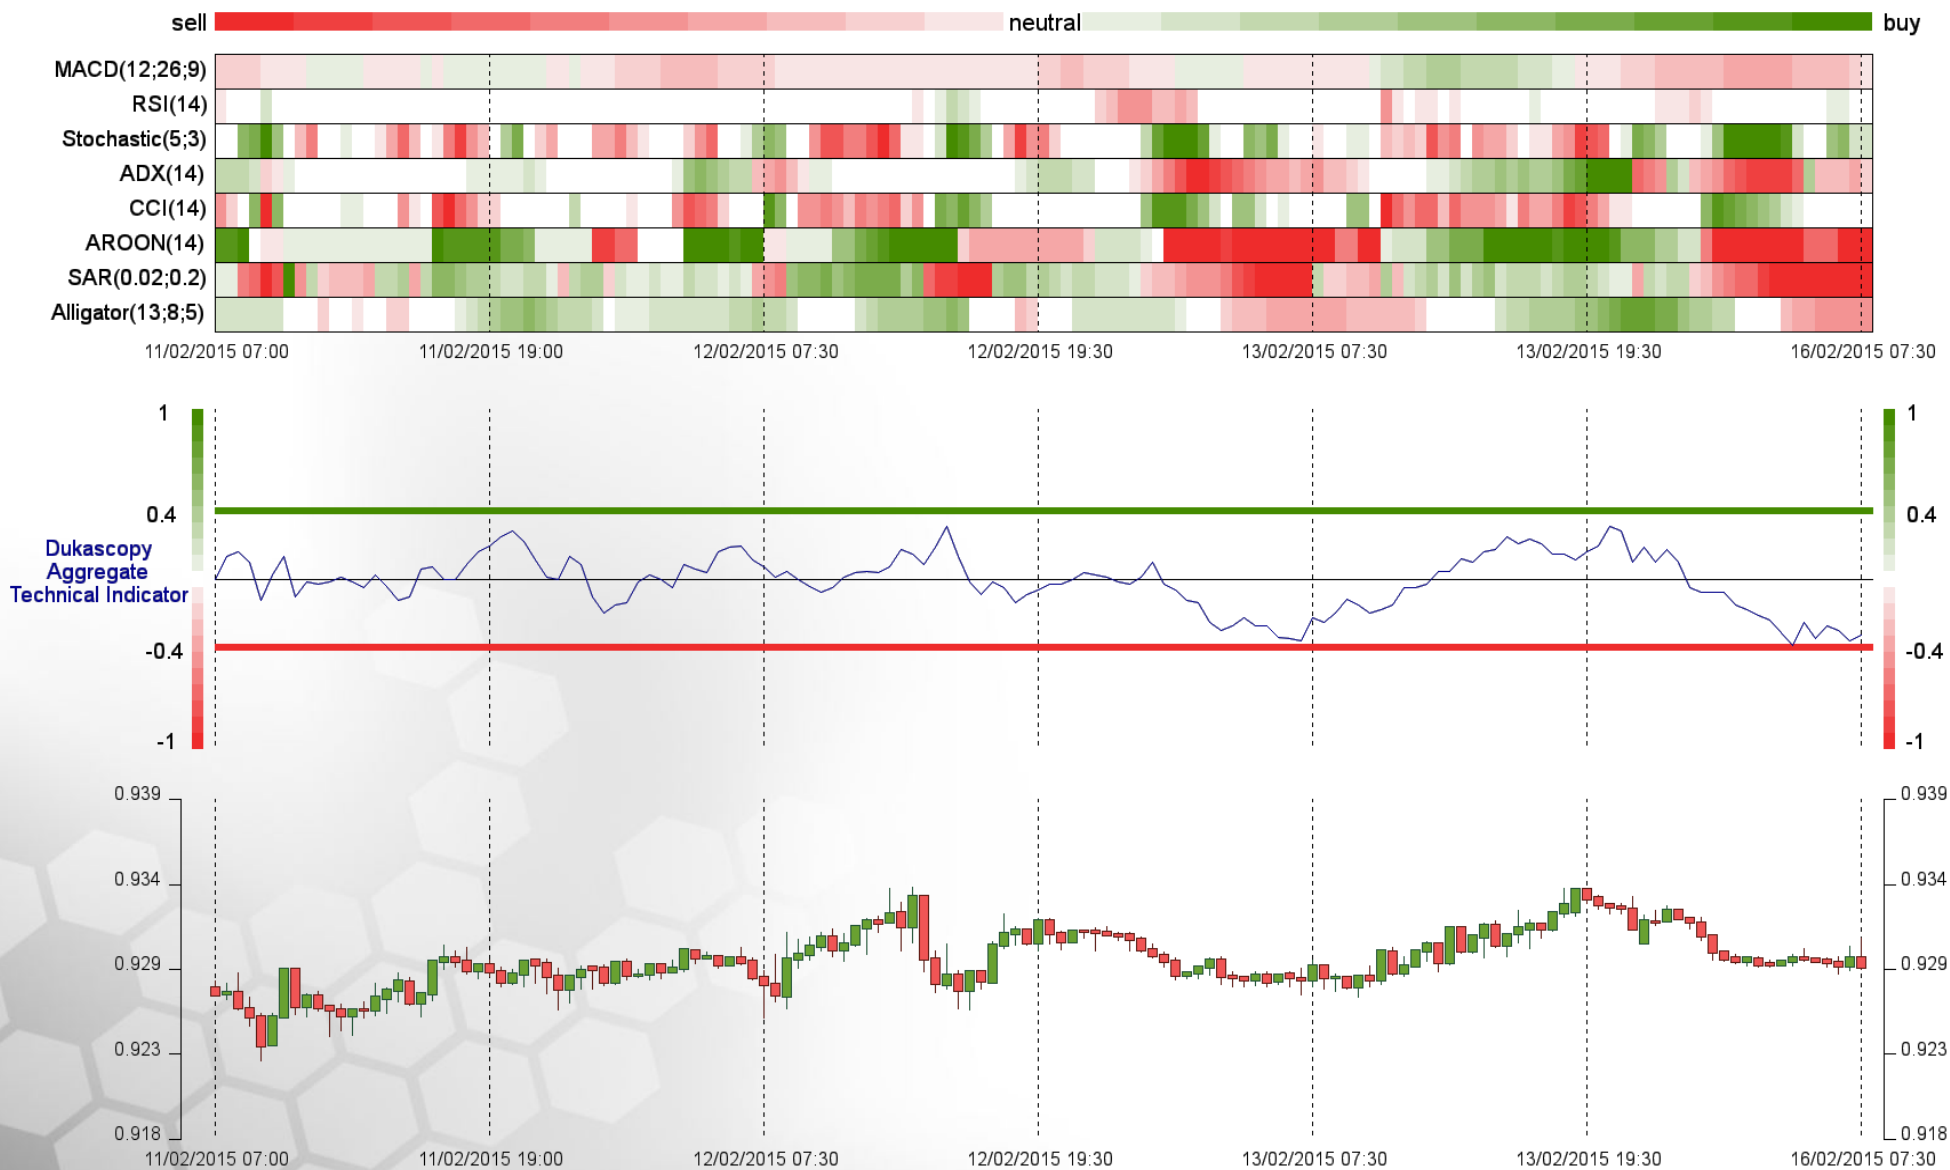 sell neutral buy
MACD(12;26;9)
RSI(14)
Stochastic(5;3)
ADX(14)
CCI(14)
AROON(14)
SAR(0.02;0.2)
Alligator(13;8;5)
11/02/2015 07:00 11/02/2015 19:00 12/02/2015 07:30 12/02/2015 19:30 13/02/2015 07:30 13/02/2015 19:30 16/02/2015 07:30
1 1
0.4 0.4
Dukascopy
Aggregate
Technical Indicator
-0.4 -0.4
-1 -1
0.939 0.939
0.934 0.934
0.929 0.929
0.923 0.923
0.918 0.918
11/02/2015 07:00 11/02/2015 19:00 12/02/2015 07:30 12/02/2015 19:30 13/02/2015 07:30 13/02/2015 19:30 16/02/2015 07:30